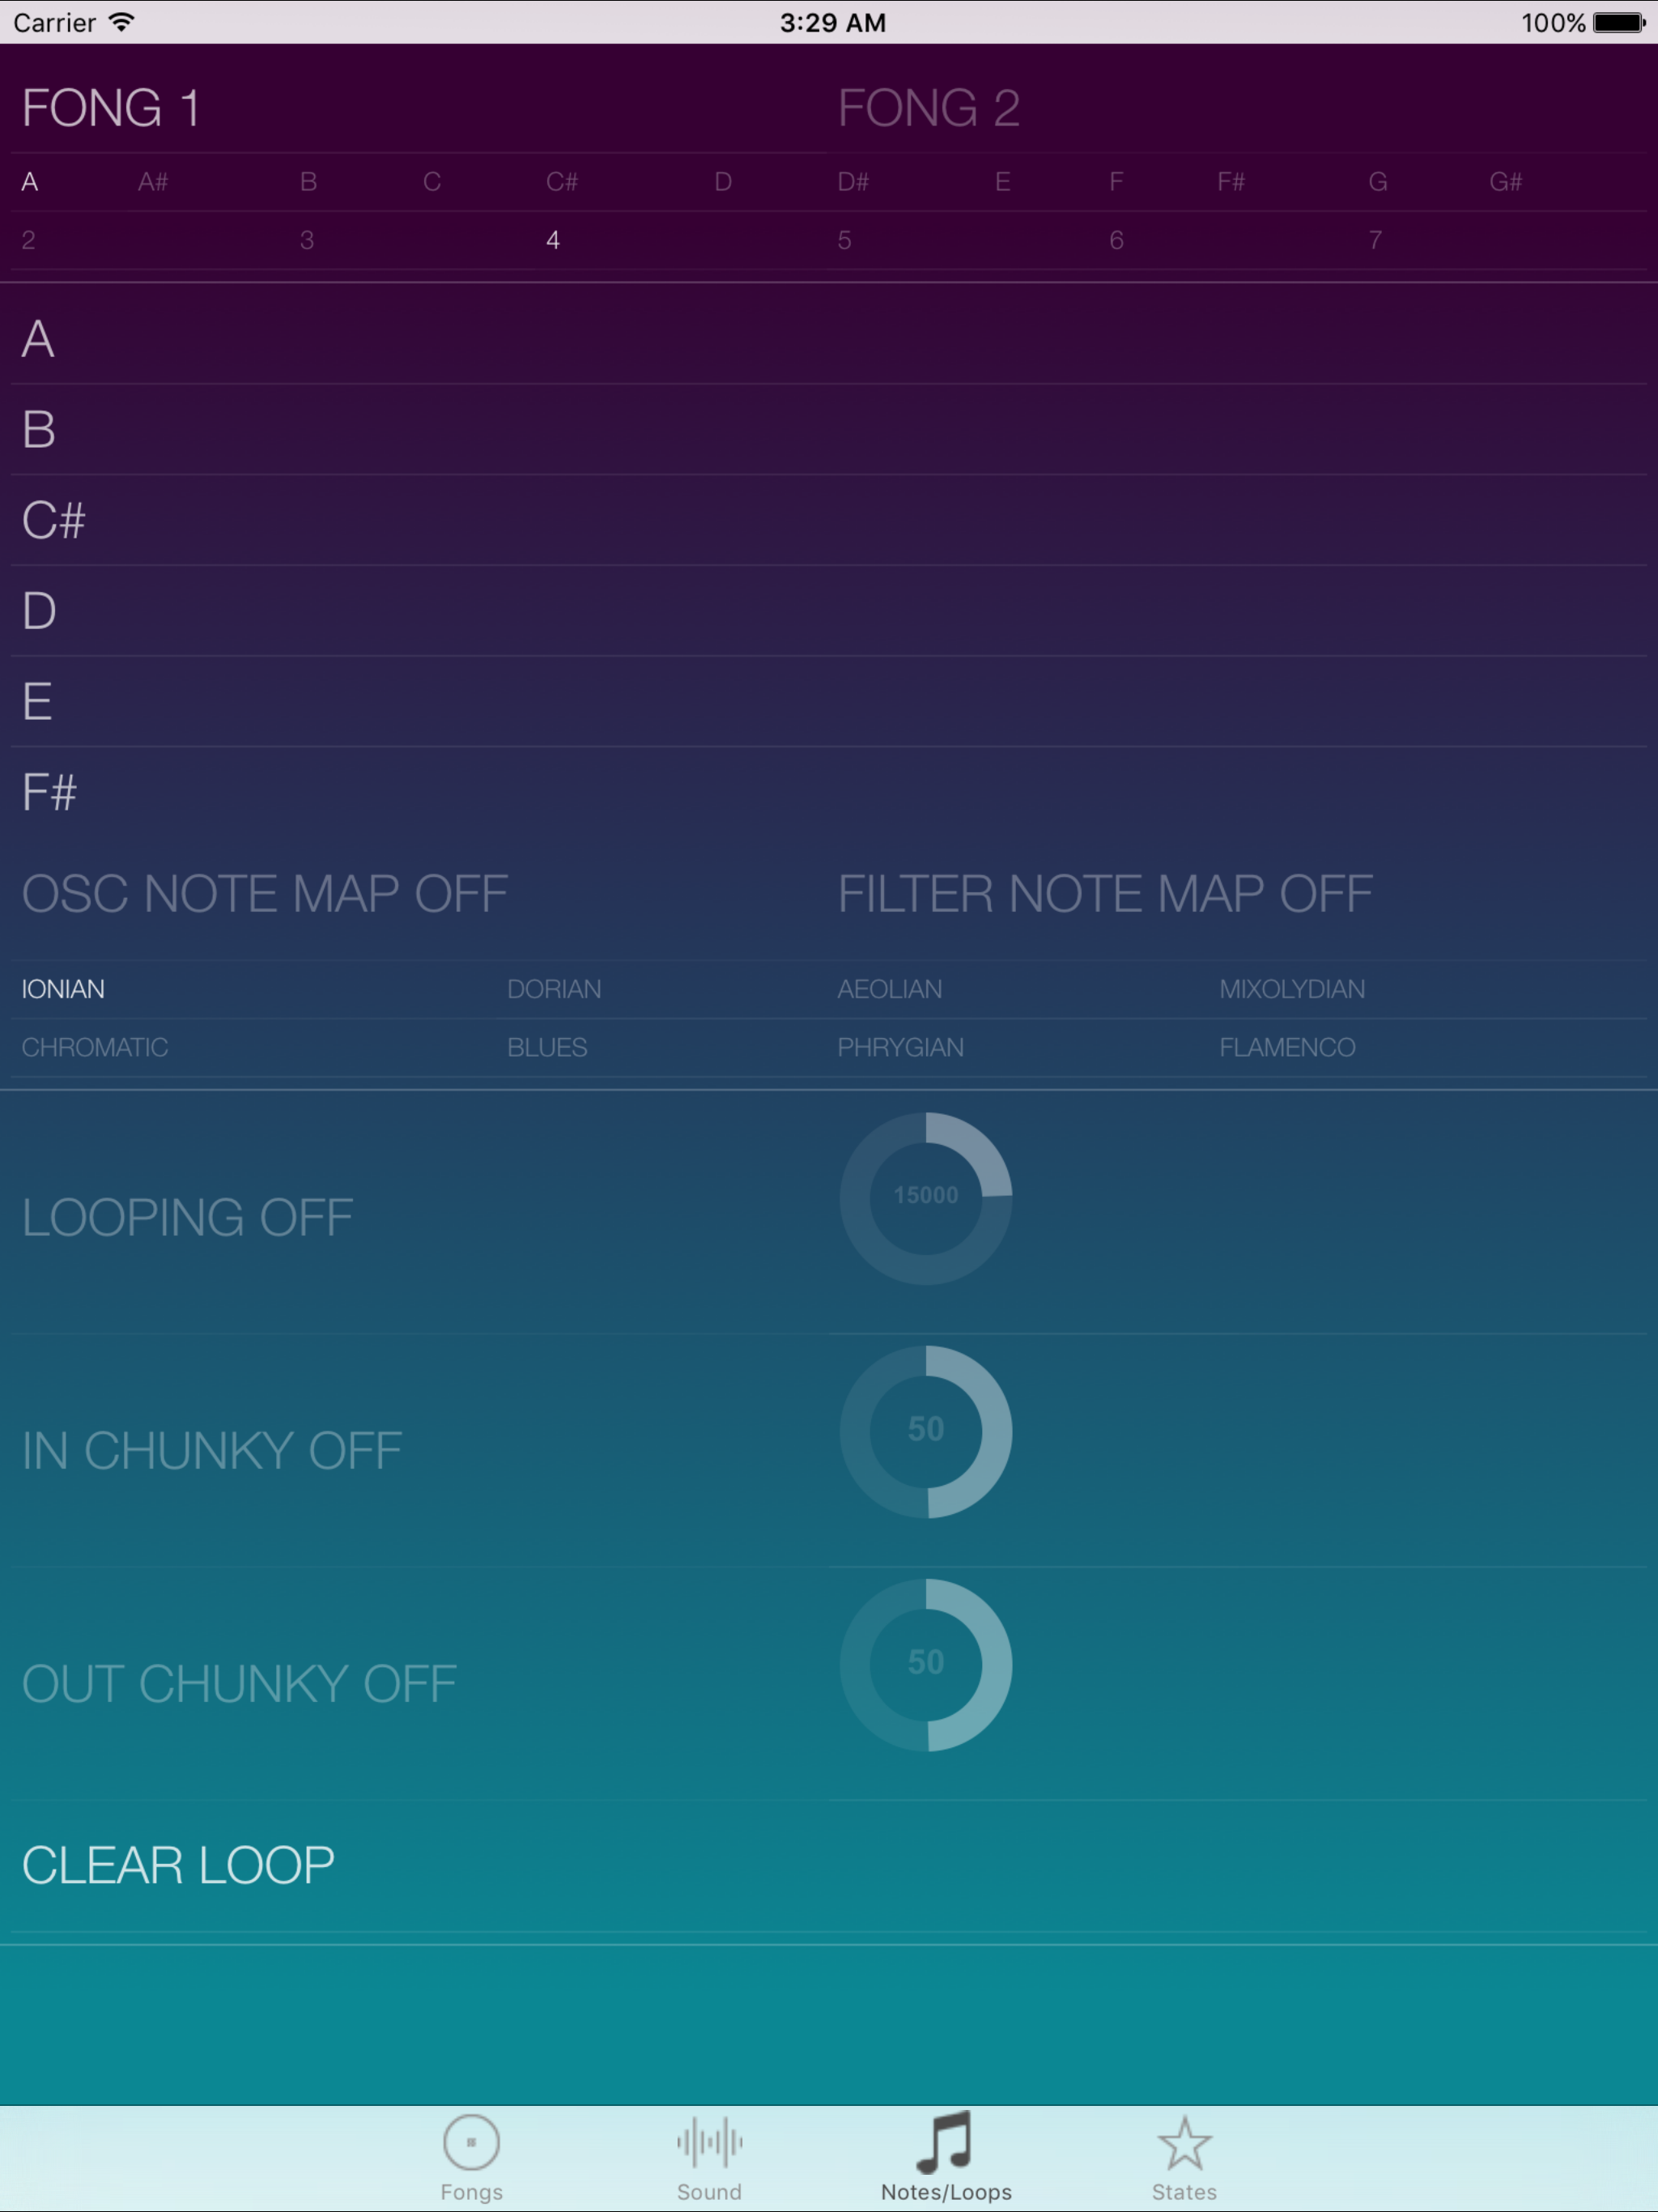 Carrier 3:29 AM 100%
FONG 1 FONG 2
A A# B C C# D D# E F F# G G#
2 3 4 5 6 7
A
B
C#
D
E
F#
OSC NOTE MAP OFF FILTER NOTE MAP OFF
IONIAN DORIAN AEOLIAN MIXOLYDIAN
CHROMATIC BLUES PHRYGIAN FLAMENCO
LOOPING OFF 15000
IN CHUNKY OFF 50
OUT CHUNKY OFF 50
CLEAR LOOP
Fongs Sound Notes/Loops States